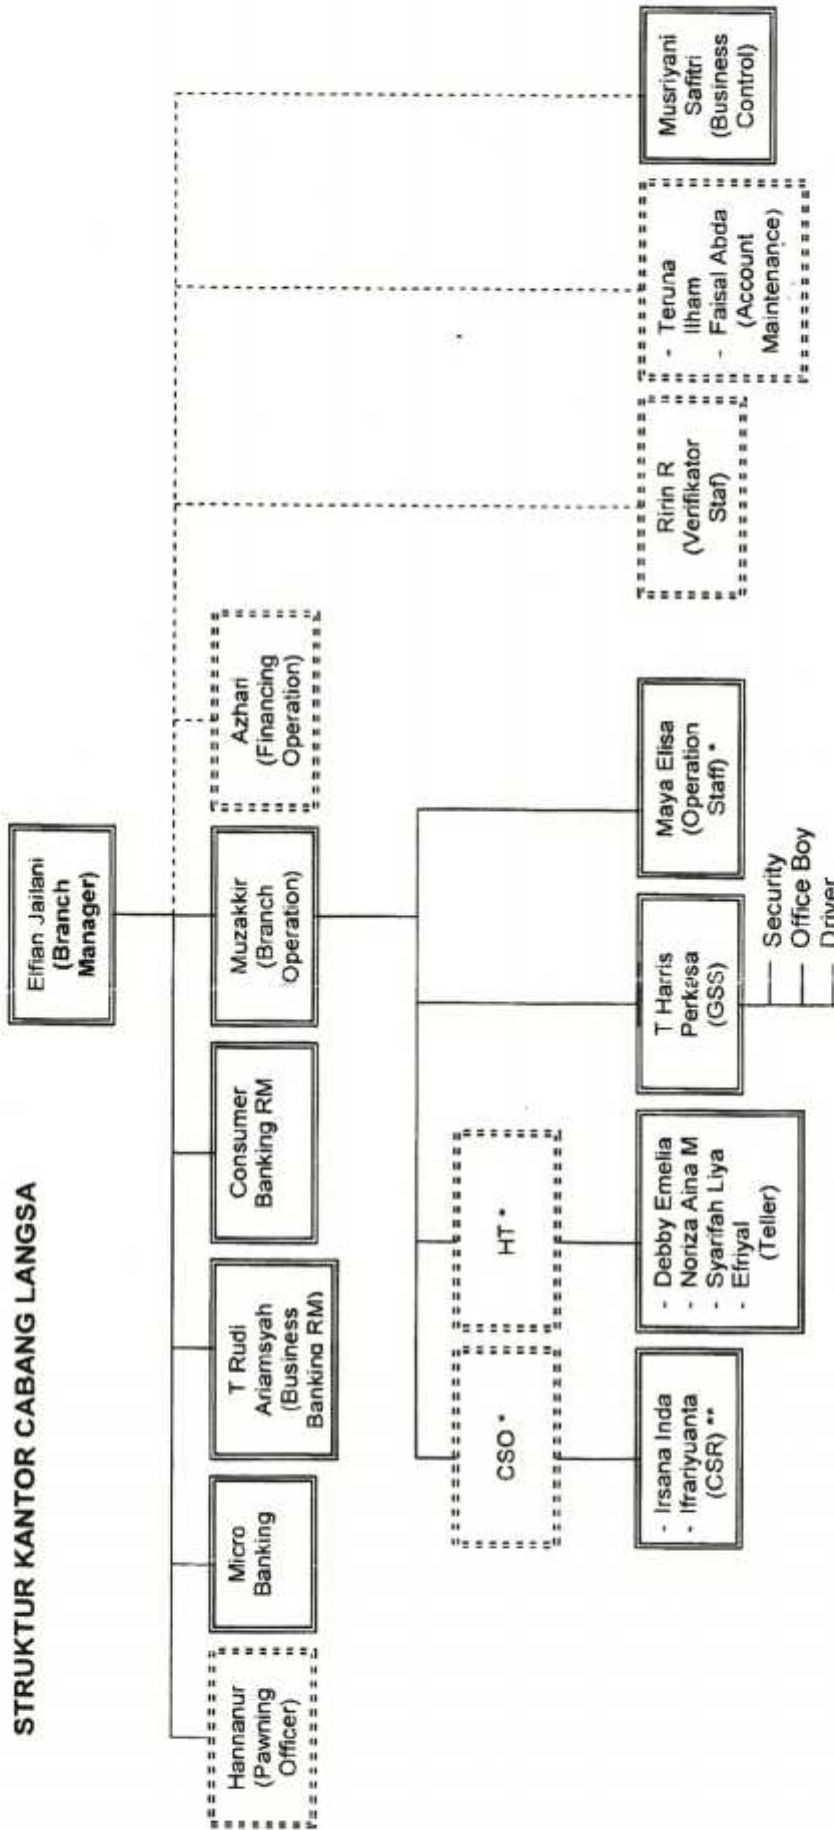 STRUKTUR KANTOR CABANG LANGSA
Elfian Jailani
(Branch
Manager)
Hannanur
(Pawning
Officer)
Micro
Banking
T Rudi
Ariamsyah
(Business
Banking RM)
Consumer
Banking RM
Muzakkir
(Branch
Operation)
Azhari
(Financing
Operation)
CSO *
HT *
- Irsana Inda
- Ifrariyuanta
(CSR) **
- Debby Emelia
- Noriza Aina M
- Syarifah Liya
- Efriyal
(Teller)
T Harris
Perkasa
(GSS)
Security
Office Boy
Driver
Maya Elisa
(Operation
Staff) *
Ririn R
(Verifikator
Staf)
- Teruna
Ilham
- Faisal Abda
(Account
Maintenance)
Musriyani
Safitri
(Business
Control)